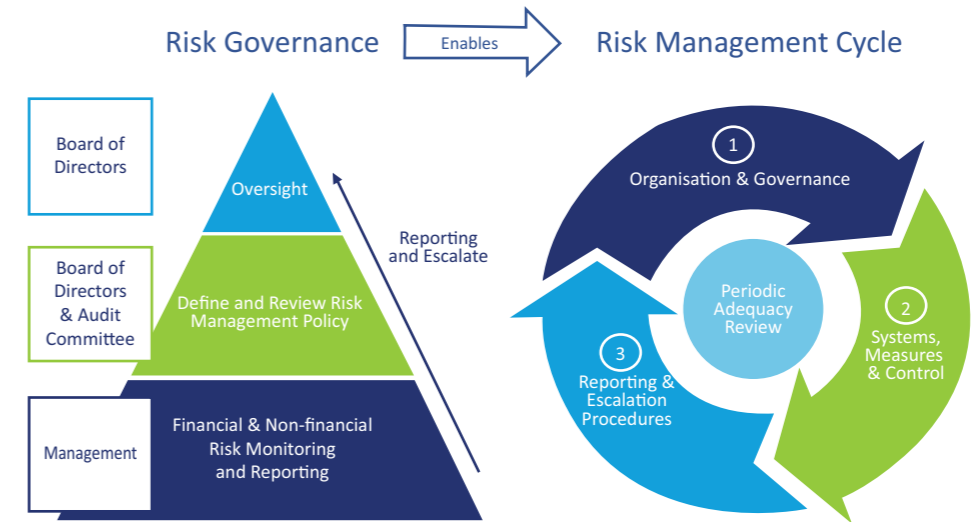 Risk Governance
Enables
Risk Management Cycle
Board of
Directors
Oversight
Reporting
and Escalate
Board of
Directors
& Audit
Committee
Define and Review Risk
Management Policy
Management
Financial & Non-financial
Risk Monitoring
and Reporting
1
Organisation & Governance
2
Systems,
Measures
& Control
3
Reporting &
Escalation
Procedures
Periodic
Adequacy
Review